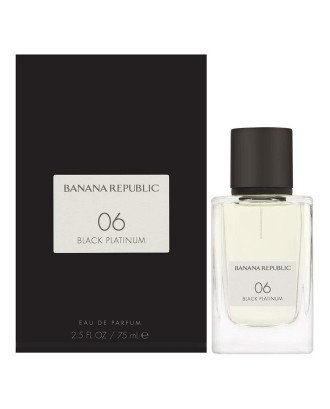 BANANA REPUBLIC
06
BLACK PLATINUM
EAU DE PARFUM
2.5 FL OZ / 75 ml ℮
BANANA REPUBLIC
06
BLACK PLATINUM